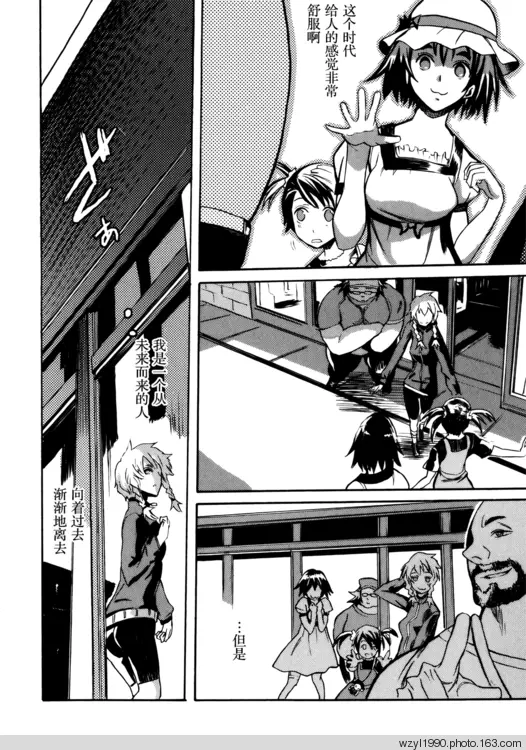 这个时代
给人的感觉非常
舒服啊
我是一个从
未来而来的人
向着过去
渐渐地离去
…但是
wzyl1990.photo.163.com